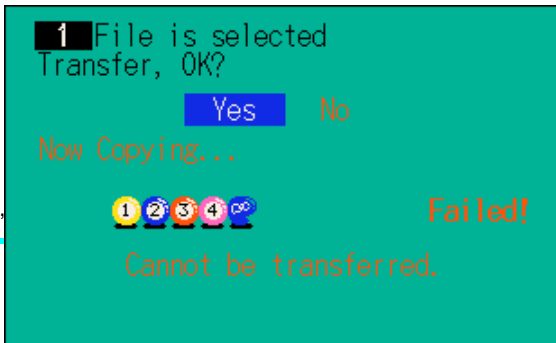 1 File is selected
Transfer, OK?
Yes No
Now Copying...
1 2 3 4 Failed!
Cannot be transferred.